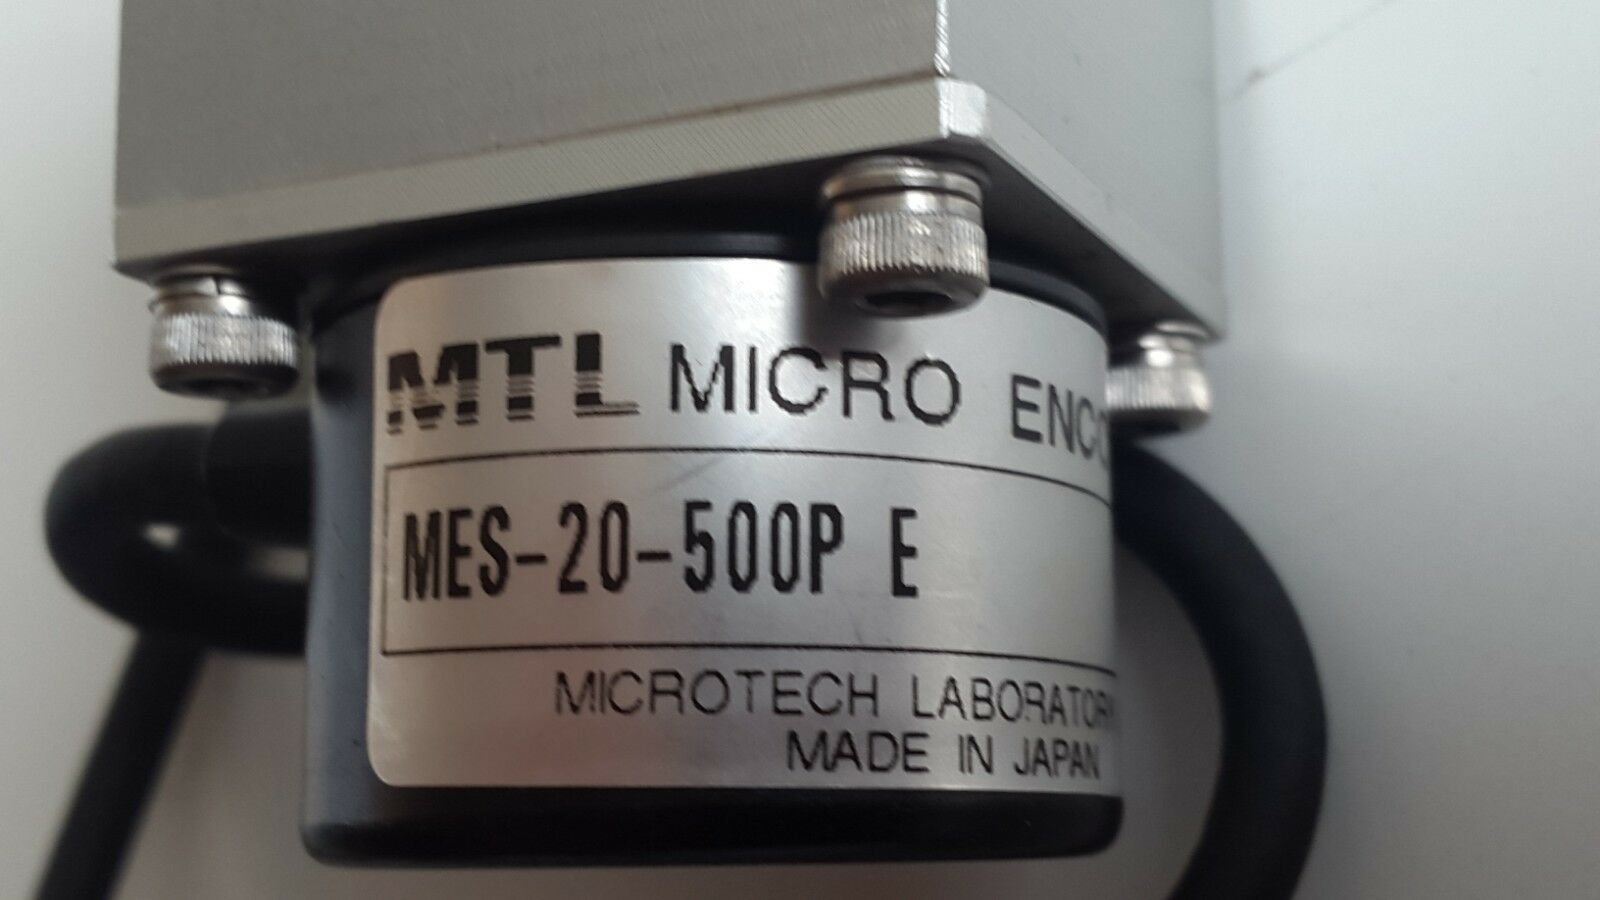 MTL MICRO ENCO
MES-20-500P E
MICROTECH LABORATORY
MADE IN JAPAN